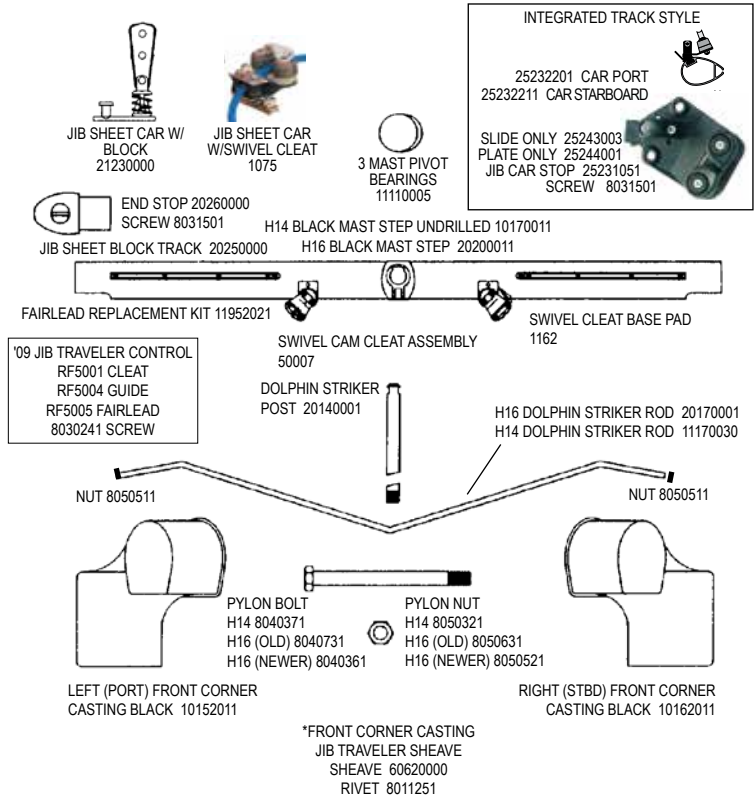 INTEGRATED TRACK STYLE
25232201 CAR PORT
25232211 CAR STARBOARD
SLIDE ONLY 25243003
PLATE ONLY 25244001
JIB CAR STOP 25231051
SCREW 8031501
JIB SHEET CAR W/
BLOCK
21230000
JIB SHEET CAR
W/SWIVEL CLEAT
1075
3 MAST PIVOT
BEARINGS
11110005
END STOP 20260000
SCREW 8031501
JIB SHEET BLOCK TRACK 20250000
H14 BLACK MAST STEP UNDRILLED 10170011
H16 BLACK MAST STEP 20200011
FAIRLEAD REPLACEMENT KIT 11952021
SWIVEL CAM CLEAT ASSEMBLY
50007
SWIVEL CLEAT BASE PAD
1162
'09 JIB TRAVELER CONTROL
RF5001 CLEAT
RF5004 GUIDE
RF5005 FAIRLEAD
8030241 SCREW
DOLPHIN STRIKER
POST 20140001
H16 DOLPHIN STRIKER ROD 20170001
H14 DOLPHIN STRIKER ROD 11170030
NUT 8050511
NUT 8050511
PYLON BOLT
H14 8040371
H16 (OLD) 8040731
H16 (NEWER) 8040361
PYLON NUT
H14 8050321
H16 (OLD) 8050631
H16 (NEWER) 8050521
LEFT (PORT) FRONT CORNER
CASTING BLACK 10152011
RIGHT (STBD) FRONT CORNER
CASTING BLACK 10162011
*FRONT CORNER CASTING
JIB TRAVELER SHEAVE
SHEAVE 60620000
RIVET 8011251